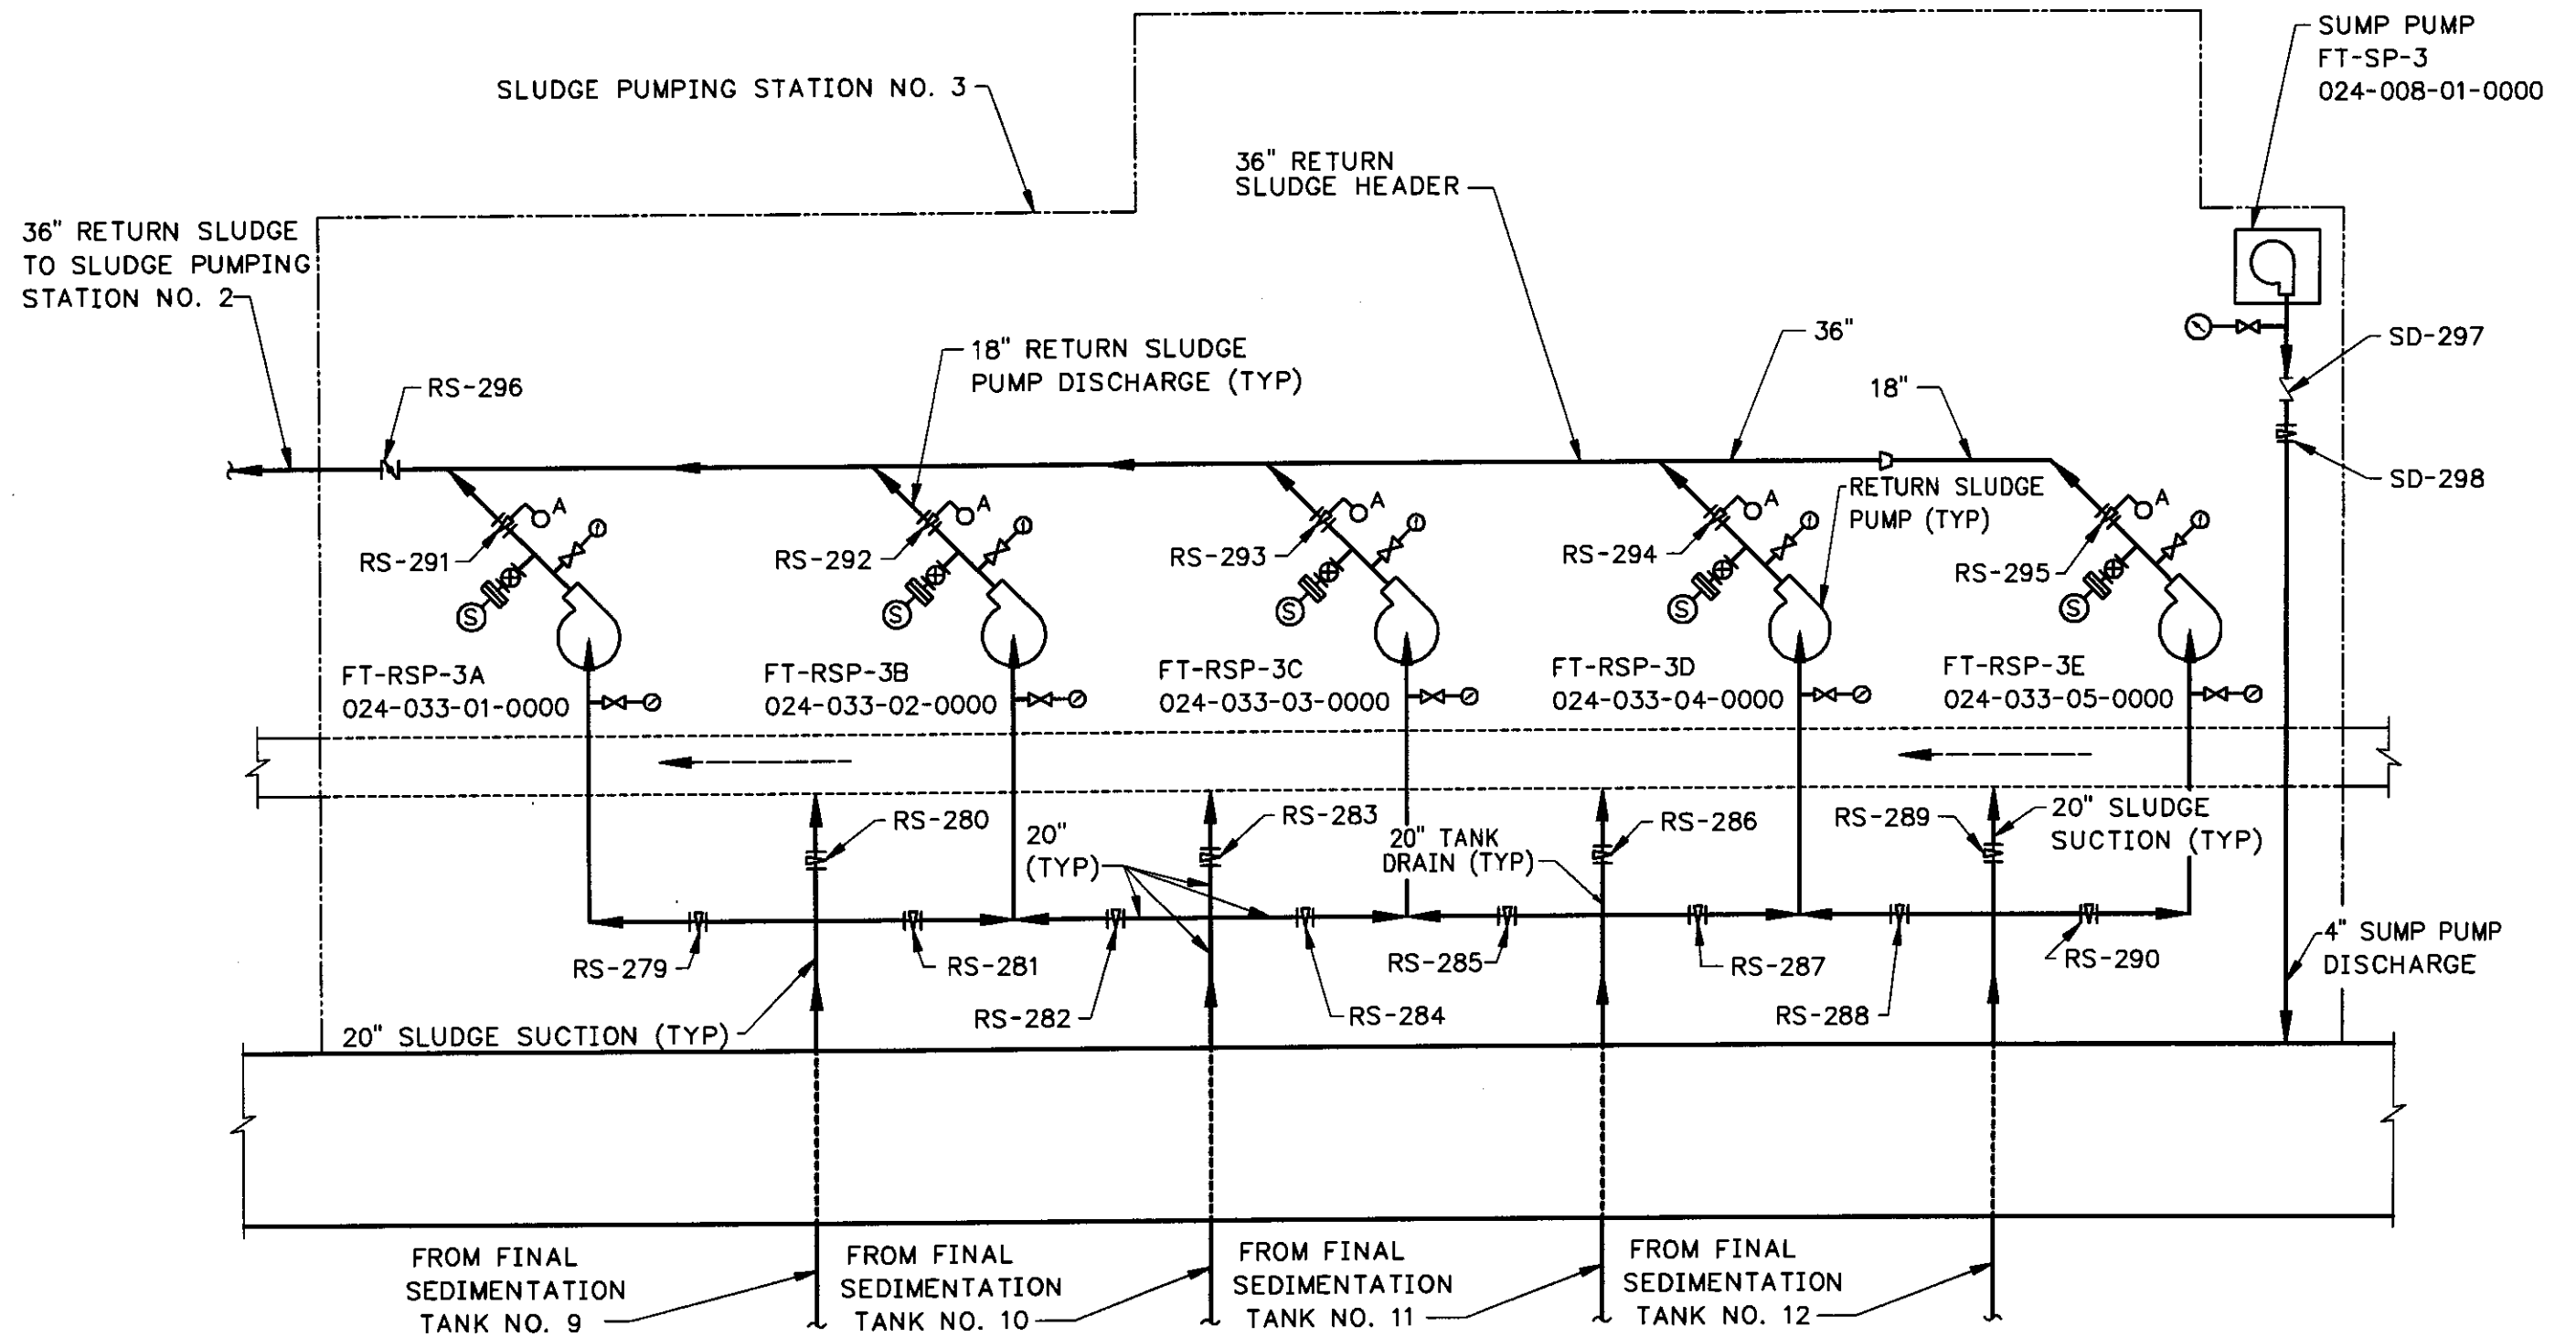 SUMP PUMP
FT-SP-3
024-008-01-0000
SLUDGE PUMPING STATION NO. 3
36" RETURN
SLUDGE HEADER
36" RETURN SLUDGE
TO SLUDGE PUMPING
STATION NO. 2
18" RETURN SLUDGE
PUMP DISCHARGE (TYP)
36"
SD-297
RS-296
18"
SD-298
RETURN SLUDGE
PUMP (TYP)
A
A
A
A
A
RS-291
RS-292
RS-293
RS-294
RS-295
S
S
S
S
S
FT-RSP-3A
024-033-01-0000
FT-RSP-3B
024-033-02-0000
FT-RSP-3C
024-033-03-0000
FT-RSP-3D
024-033-04-0000
FT-RSP-3E
024-033-05-0000
RS-280
20"
(TYP)
RS-283
20" TANK
DRAIN (TYP)
RS-286
RS-289
20" SLUDGE
SUCTION (TYP)
RS-279
RS-281
RS-282
RS-284
RS-285
RS-287
RS-288
RS-290
4" SUMP PUMP
DISCHARGE
20" SLUDGE SUCTION (TYP)
FROM FINAL
SEDIMENTATION
TANK NO. 9
FROM FINAL
SEDIMENTATION
TANK NO. 10
FROM FINAL
SEDIMENTATION
TANK NO. 11
FROM FINAL
SEDIMENTATION
TANK NO. 12